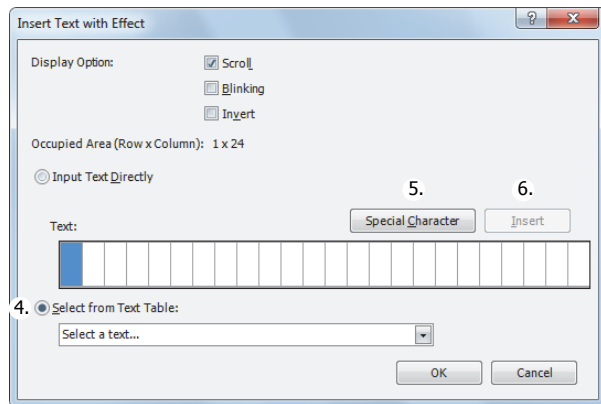 Insert Text with Effect
?
X
Display Option:
Scroll
Blinking
Invert
Occupied Area (Row x Column): 1 x 24
Input Text Directly
5.
6.
Text:
Special Character
Insert
4.
Select from Text Table:
Select a text...
OK
Cancel